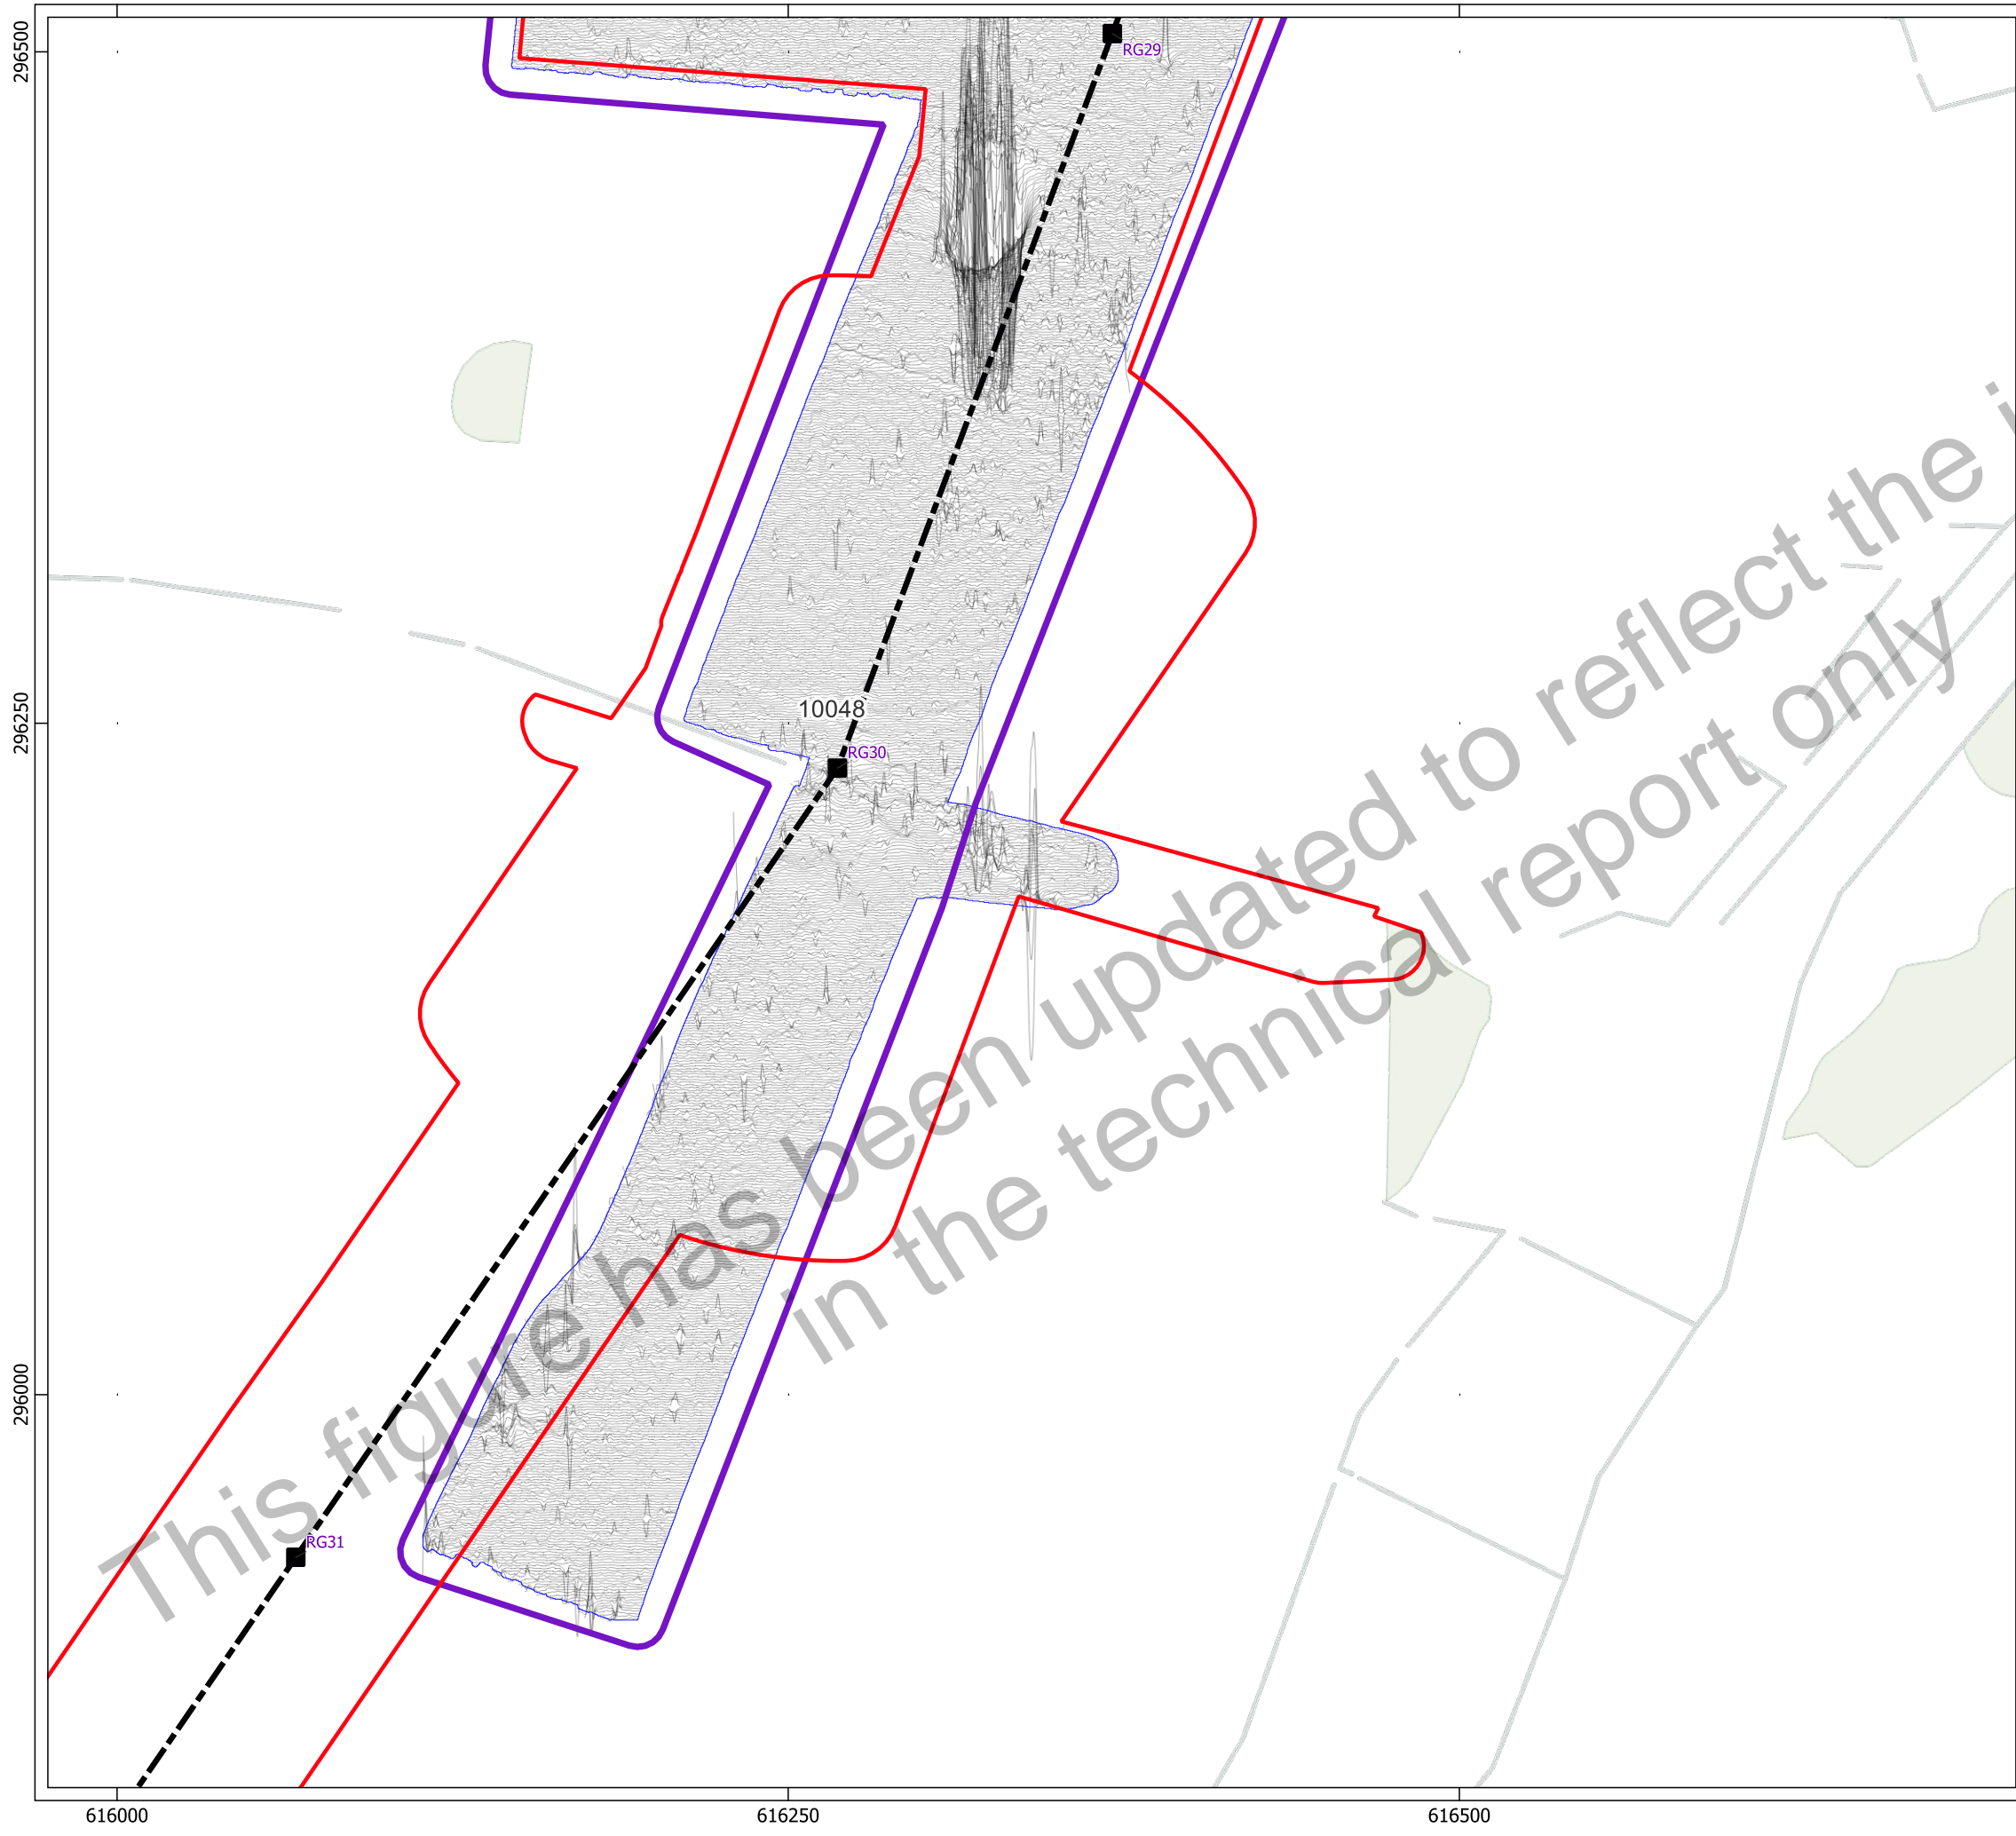 296500
RG29
296250
10048
RG30
This figure has been updated to reflect the
in the technical report only
296000
RG31
616000
616250
616500